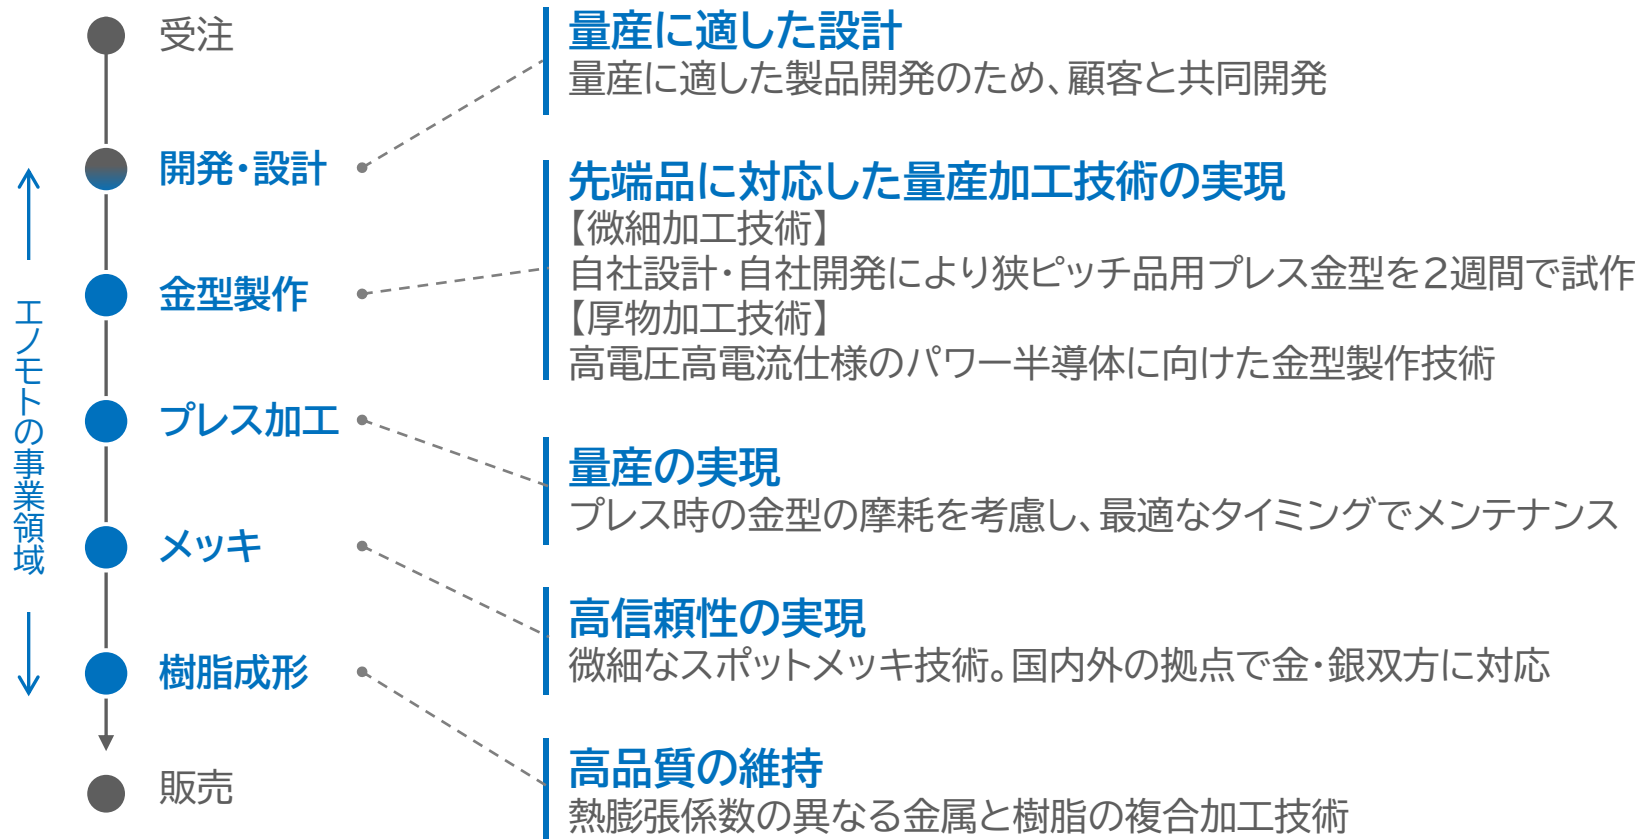 受注
量産に適した設計
量産に適した製品開発のため、顧客と共同開発
開発・設計
先端品に対応した量産加工技術の実現
【微細加工技術】
自社設計・自社開発により狭ピッチ品用プレス金型を2週間で試作
【厚物加工技術】
高電圧高電流仕様のパワー半導体に向けた金型製作技術
金型製作
プレス加工
量産の実現
プレス時の金型の摩耗を考慮し、最適なタイミングでメンテナンス
メッキ
高信頼性の実現
微細なスポットメッキ技術。国内外の拠点で金・銀双方に対応
樹脂成形
高品質の維持
熱膨張係数の異なる金属と樹脂の複合加工技術
販売
エノモトの事業領域